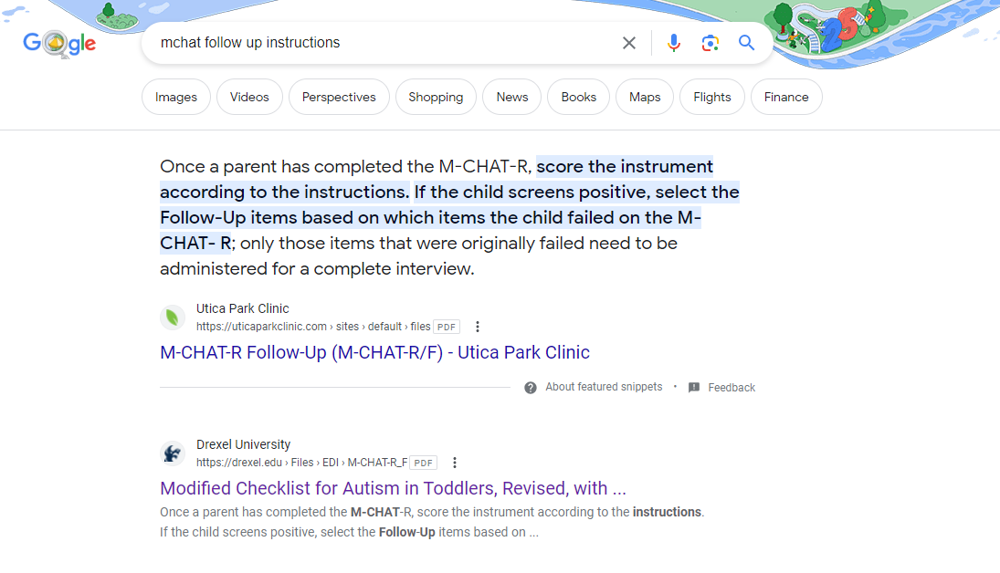 Google
mchat follow up instructions
Images
Videos
Perspectives
Shopping
News
Books
Maps
Flights
Finance
25
Once a parent has completed the M-CHAT-R, score the instrument
according to the instructions. If the child screens positive, select the
Follow-Up items based on which items the child failed on the M-
CHAT- R; only those items that were originally failed need to be
administered for a complete interview.
Utica Park Clinic
https://uticaparkclinic.com › sites › default › files PDF
M-CHAT-R Follow-Up (M-CHAT-R/F) - Utica Park Clinic
About featured snippets • Feedback
Drexel University
https://drexel.edu › Files › EDI › M-CHAT-R_F PDF
Modified Checklist for Autism in Toddlers, Revised, with ...
Once a parent has completed the M-CHAT-R, score the instrument according to the instructions.
If the child screens positive, select the Follow-Up items based on ...